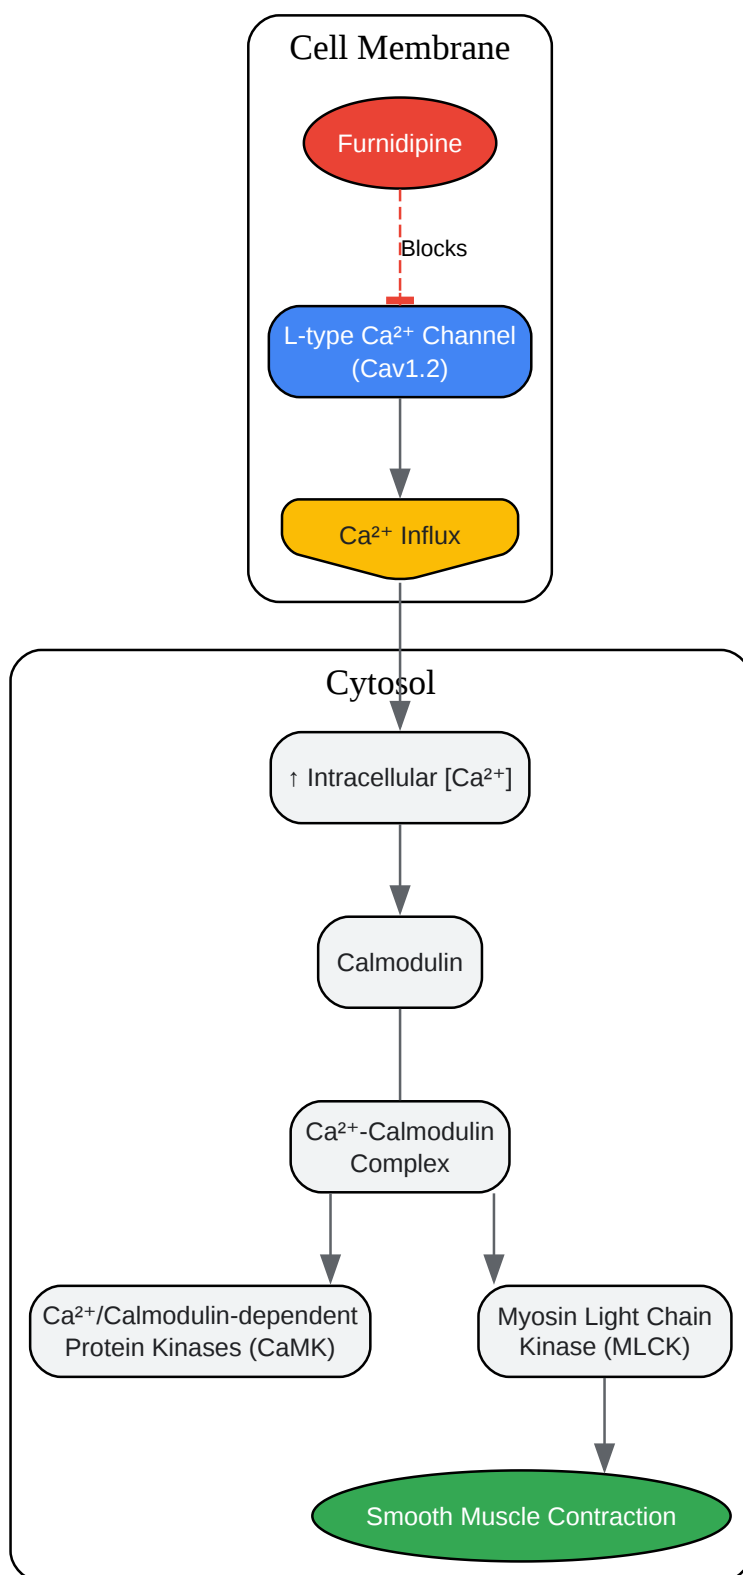 Cell Membrane
Furnidipine
Blocks
L-type Ca²⁺ Channel
(Cav1.2)
Ca²⁺ Influx
Cytosol
↑ Intracellular [Ca²⁺]
Calmodulin
Ca²⁺-Calmodulin
Complex
Ca²⁺/Calmodulin-dependent
Protein Kinases (CaMK)
Myosin Light Chain
Kinase (MLCK)
Smooth Muscle Contraction